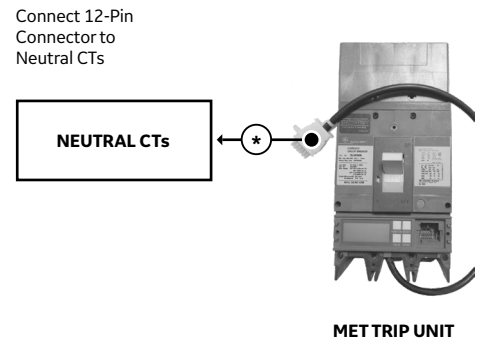 Connect 12-Pin
Connector to
Neutral CTs
NEUTRAL CTs
*
MET TRIP UNIT